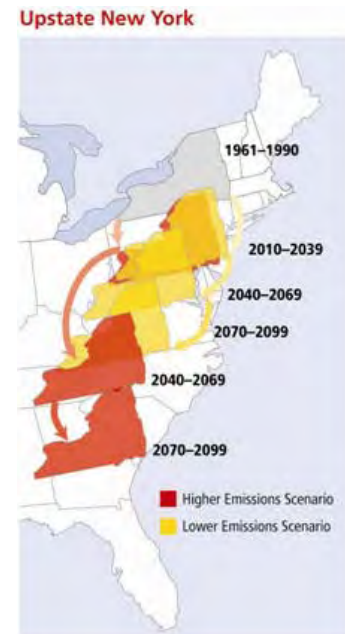 Upstate New York
1961–1990
2010–2039
2040–2069
2070–2099
2040–2069
2070–2099
Higher Emissions Scenario
Lower Emissions Scenario